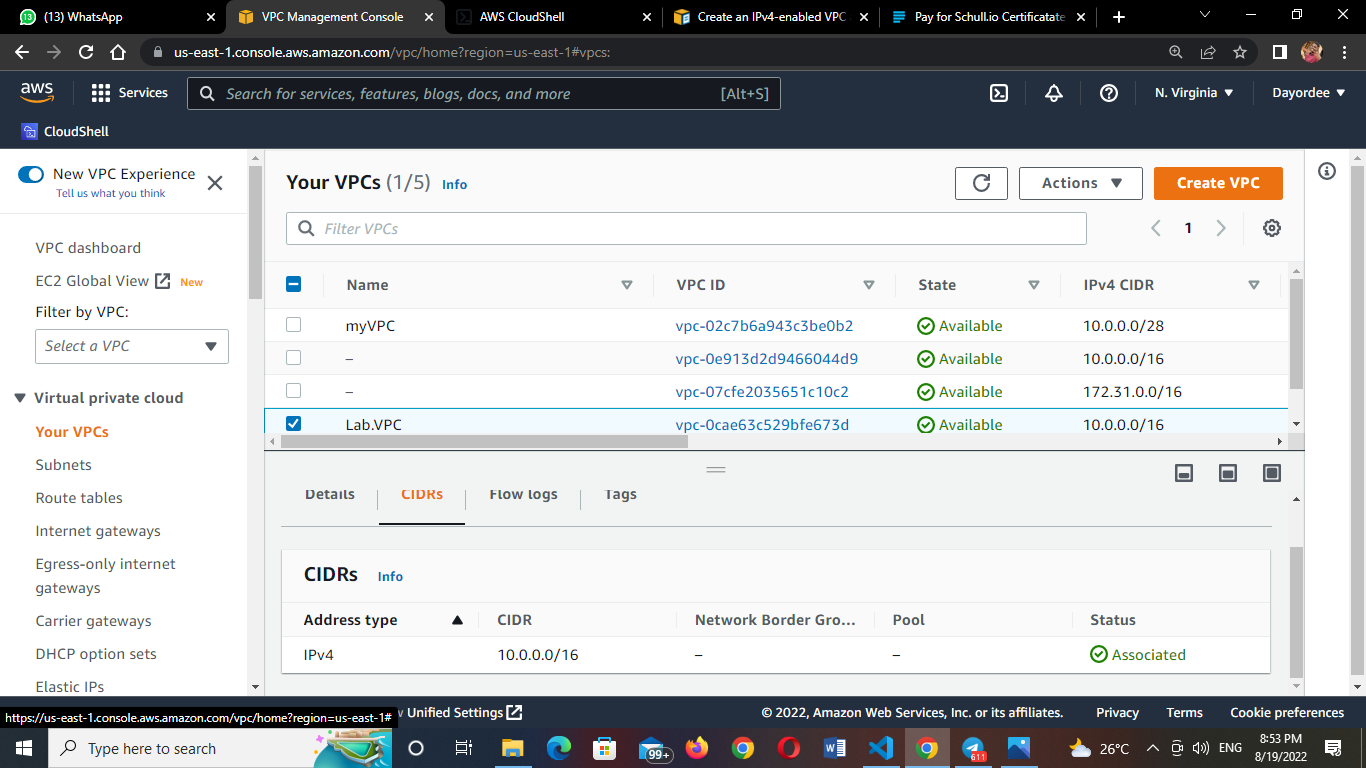 (13) WhatsApp
VPC Management Console
AWS CloudShell
Create an IPv4-enabled VPC
Pay for Schull.io Certificatate
us-east-1.console.aws.amazon.com/vpc/home?region=us-east-1#vpcs:
aws
Services
Search for services, features, blogs, docs, and more
[Alt+S]
N. Virginia
Dayordee
CloudShell
New VPC Experience
Tell us what you think
Your VPCs (1/5) Info
Actions
Create VPC
Filter VPCs
1
VPC dashboard
EC2 Global View New
Filter by VPC:
Select a VPC
Virtual private cloud
Your VPCs
Subnets
Route tables
Internet gateways
Egress-only internet
gateways
Carrier gateways
DHCP option sets
Elastic IPs
Name VPC ID State IPv4 CIDR
myVPC vpc-02c7b6a943c3be0b2 Available 10.0.0.0/28
– vpc-0e913d2d9466044d9 Available 10.0.0.0/16
– vpc-07cfe2035651c10c2 Available 172.31.0.0/16
Lab.VPC vpc-0cae63c529bfe673d Available 10.0.0.0/16
Details CIDRs Flow logs Tags
CIDRs Info
Address type CIDR Network Border Gro... Pool Status
IPv4 10.0.0.0/16 – – Associated
https://us-east-1.console.aws.amazon.com/vpc/home?region=us-east-1#
Unified Settings
© 2022, Amazon Web Services, Inc. or its affiliates.
Privacy
Terms
Cookie preferences
Type here to search
99+
611
26°C
ENG
8:53 PM
8/19/2022